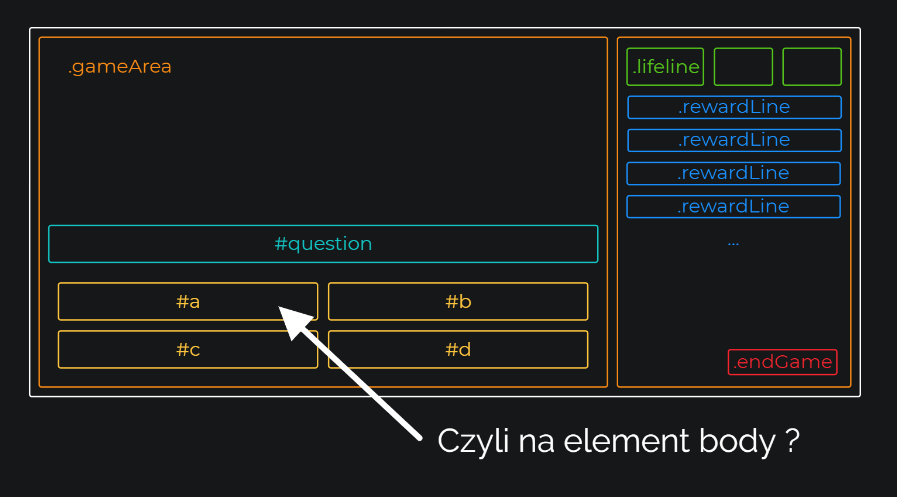 .gameArea
#question
#a
#b
#c
#d
.lifeline
.rewardLine
.rewardLine
.rewardLine
.rewardLine
...
.endGame
Czyli na element body ?